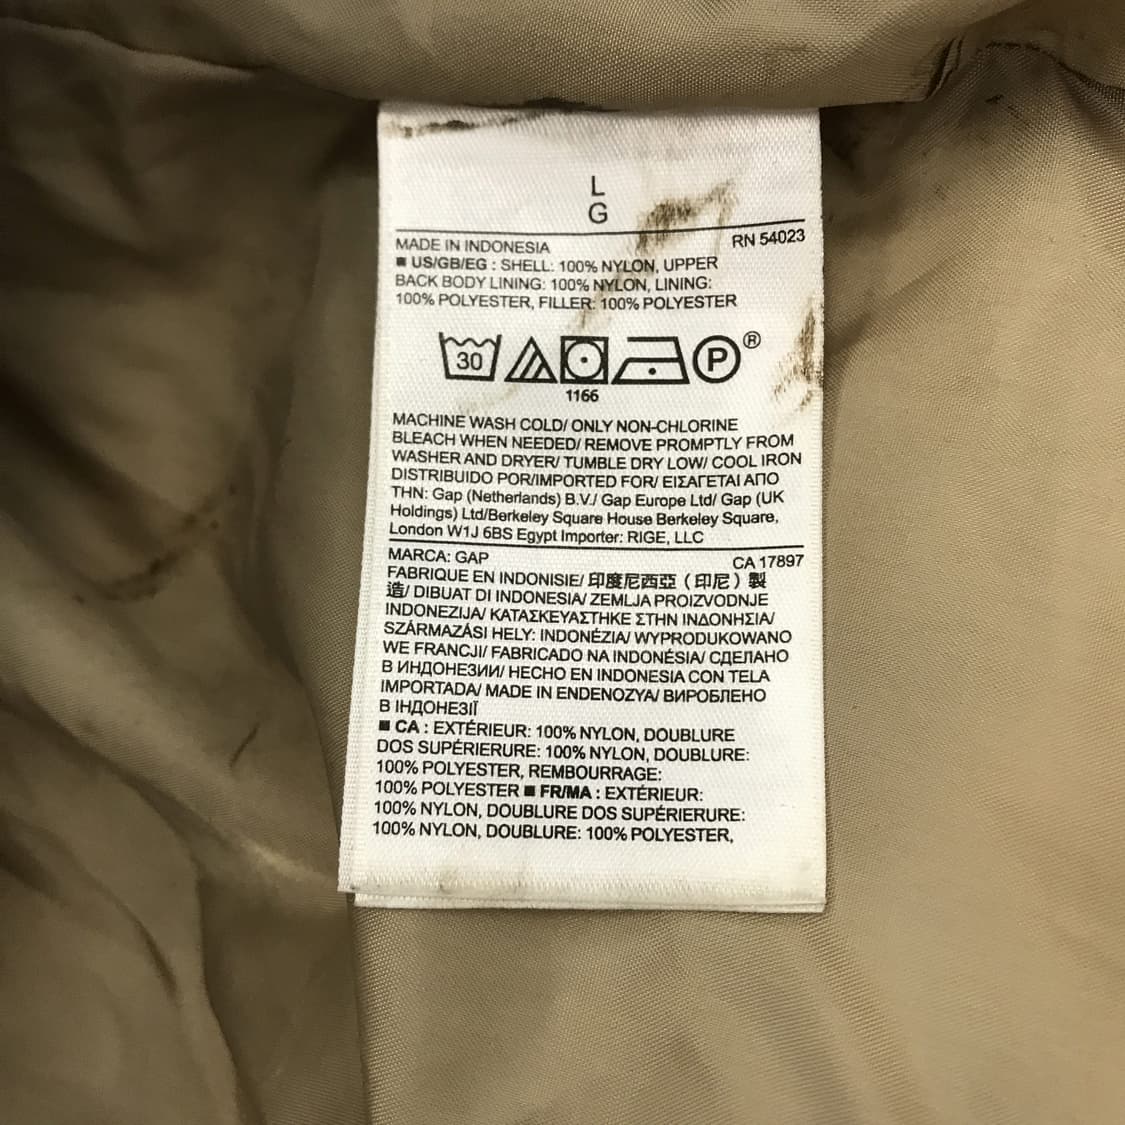 L
G
RN 54023
MADE IN INDONESIA
■ US/GB/EG : SHELL: 100% NYLON, UPPER
BACK BODY LINING: 100% NYLON, LINING:
100% POLYESTER, FILLER: 100% POLYESTER
30 P ®
1166
MACHINE WASH COLD/ ONLY NON-CHLORINE
BLEACH WHEN NEEDED/ REMOVE PROMPTLY FROM
WASHER AND DRYER/ TUMBLE DRY LOW/ COOL IRON
DISTRIBUIDO POR/IMPORTED FOR/ ΕΙΣΑΓΕΤΑΙ ΑΠΟ
ΤΗΝ: Gap (Netherlands) B.V./ Gap Europe Ltd/ Gap (UK
Holdings) Ltd/Berkeley Square House Berkeley Square,
London W1J 6BS Egypt Importer: RIGE, LLC
MARCA: GAP CA 17897
FABRIQUE EN INDONISIE/ 印度尼西亞（印尼）製
造/ DIBUAT DI INDONESIA/ ZEMLJA PROIZVODNJE
INDONEZIJA/ ΚΑΤΑΣΚΕΥΑΣΤΗΚΕ ΣΤΗΝ ΙΝΔΟΝΗΣΙΑ/
SZÁRMAZÁSI HELY: INDONÉZIA/ WYPRODUKOWANO
WE FRANCJI/ FABRICADO NA INDONÉSIA/ СДЕЛАНО
В ИНДОНЕЗИИ/ HECHO EN INDONESIA CON TELA
IMPORTADA/ MADE IN ENDENOZYA/ ВИРОБЛЕНО
В ІНДОНЕЗІЇ
■ CA : EXTÉRIEUR: 100% NYLON, DOUBLURE
DOS SUPÉRIERURE: 100% NYLON, DOUBLURE:
100% POLYESTER, REMBOURRAGE:
100% POLYESTER ■ FR/MA : EXTÉRIEUR:
100% NYLON, DOUBLURE DOS SUPÉRIERURE:
100% NYLON, DOUBLURE: 100% POLYESTER,